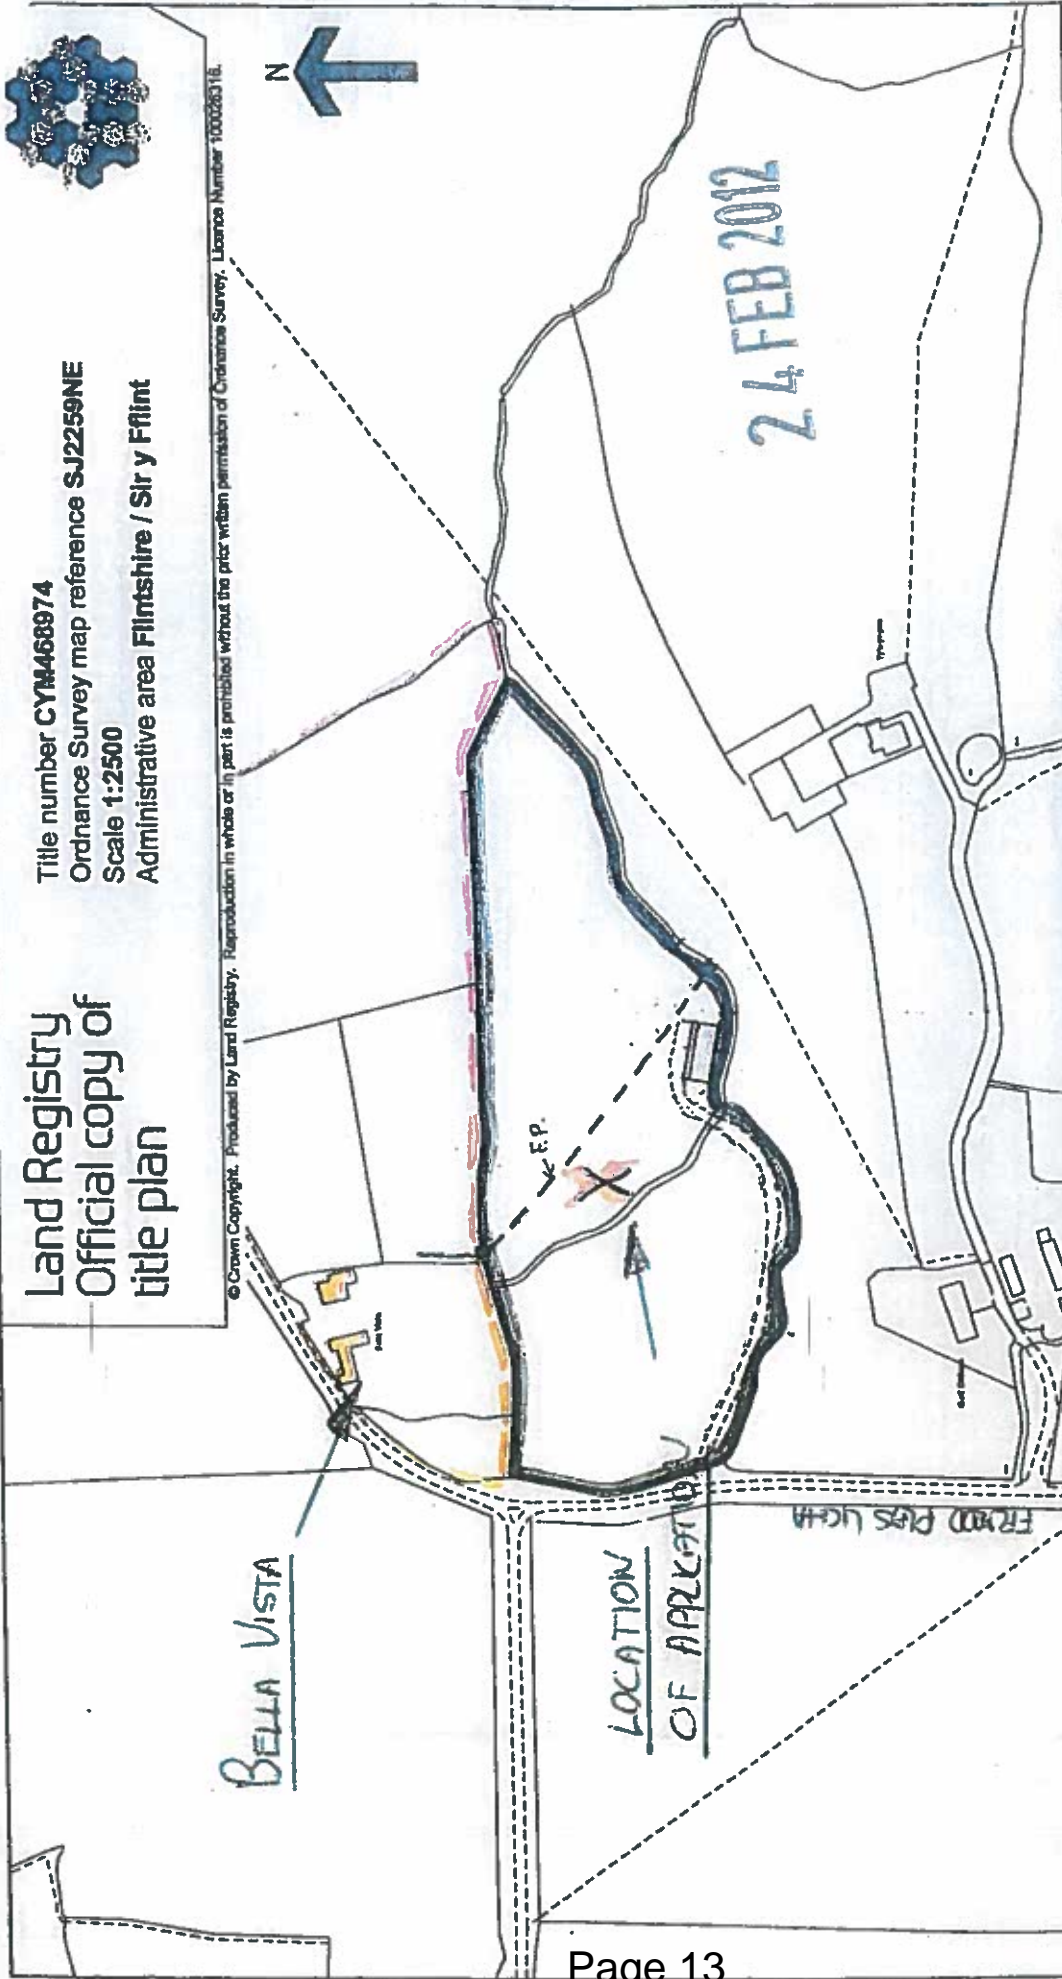 Land Registry
Official copy of
title plan
Title number CYM468974
Ordnance Survey map reference SJ2259NE
Scale 1:2500
Administrative area Flintshire / Sir y Fflint
© Crown Copyright. Produced by Land Registry. Reproduction in whole or in part is prohibited without the prior written permission of Ordnance Survey. Licence Number 100026316.
N
BELLA VISTA
F.P.
X
LOCATION
OF APPLICATION
24 FEB 2012
Page 13